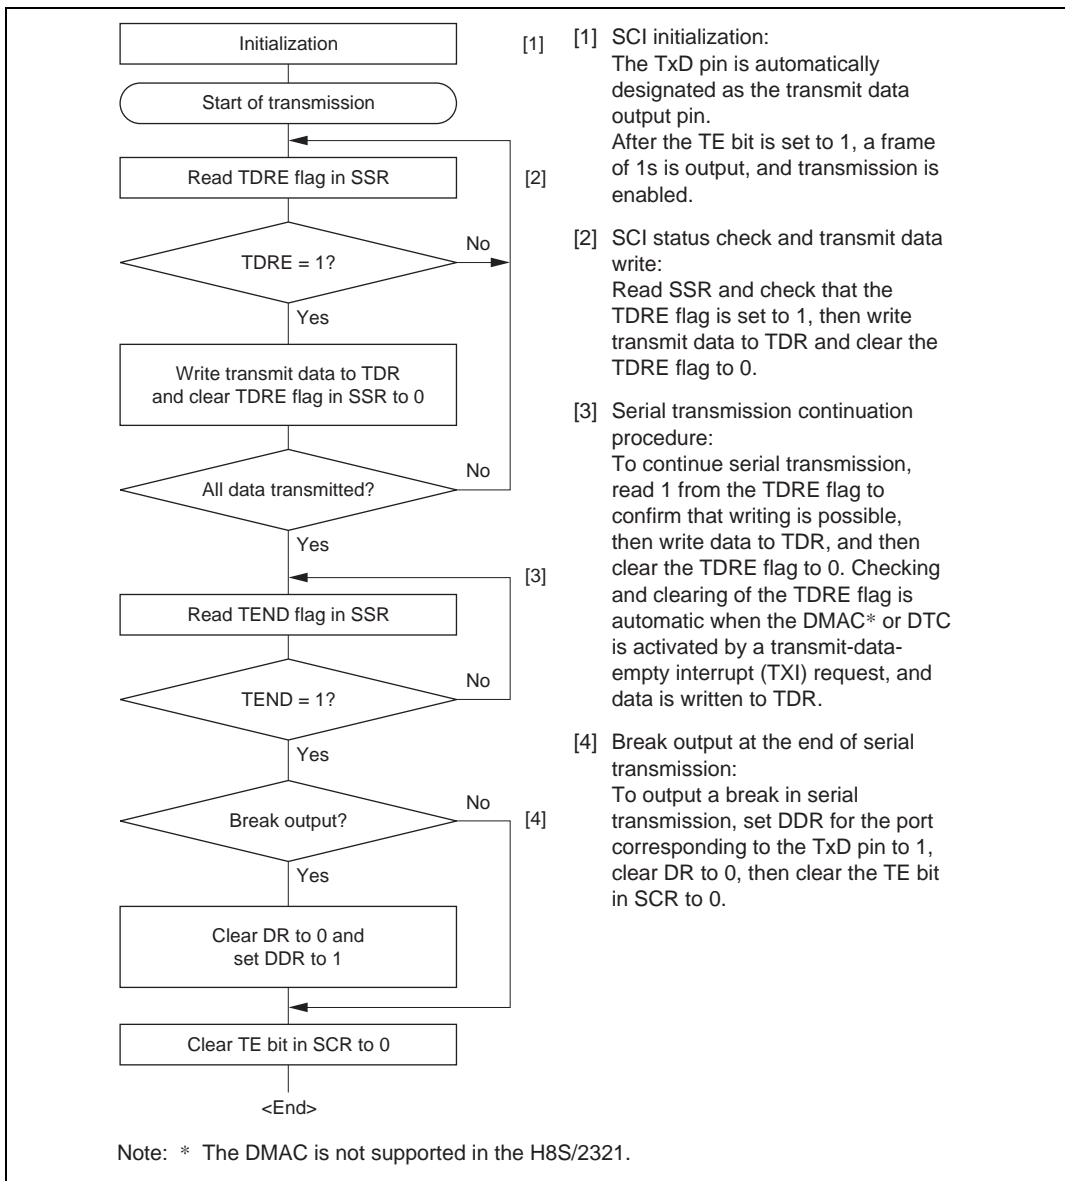 Initialization
[1]
Start of transmission
Read TDRE flag in SSR
[2]
TDRE = 1?
No
Yes
Write transmit data to TDR
and clear TDRE flag in SSR to 0
All data transmitted?
No
Yes
[3]
Read TEND flag in SSR
TEND = 1?
No
Yes
Break output?
No
[4]
Yes
Clear DR to 0 and
set DDR to 1
Clear TE bit in SCR to 0
<End>
[1] SCI initialization:
The TxD pin is automatically
designated as the transmit data
output pin.
After the TE bit is set to 1, a frame
of 1s is output, and transmission is
enabled.
[2] SCI status check and transmit data
write:
Read SSR and check that the
TDRE flag is set to 1, then write
transmit data to TDR and clear the
TDRE flag to 0.
[3] Serial transmission continuation
procedure:
To continue serial transmission,
read 1 from the TDRE flag to
confirm that writing is possible,
then write data to TDR, and then
clear the TDRE flag to 0. Checking
and clearing of the TDRE flag is
automatic when the DMAC* or DTC
is activated by a transmit-data-
empty interrupt (TXI) request, and
data is written to TDR.
[4] Break output at the end of serial
transmission:
To output a break in serial
transmission, set DDR for the port
corresponding to the TxD pin to 1,
clear DR to 0, then clear the TE bit
in SCR to 0.
Note: * The DMAC is not supported in the H8S/2321.